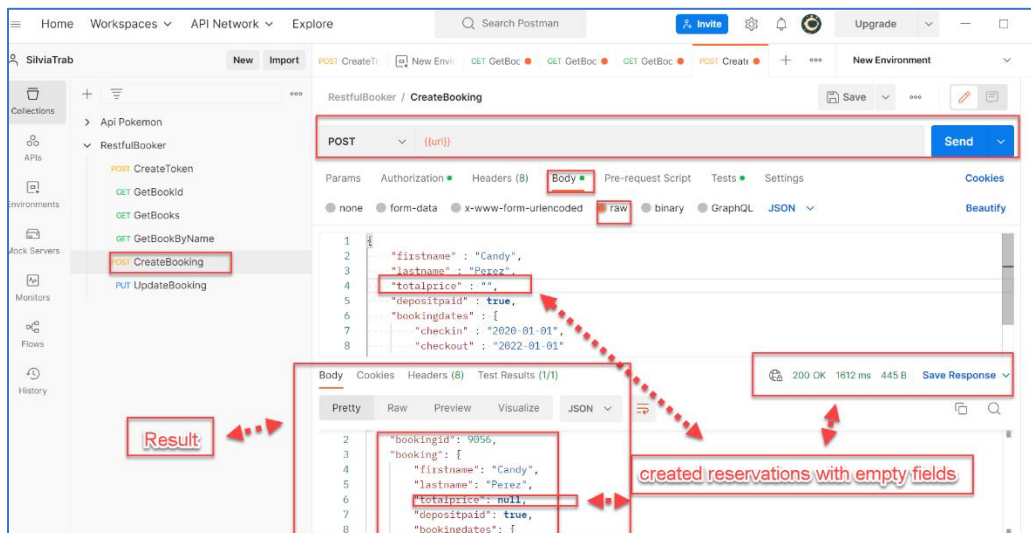 Home Workspaces API Network Explore Search Postman Invite Upgrade
SilviaTrab New Import POST CreateT GET GetBoc GET GetBoc GET GetBoc POST Create New Environment
Collections
APIs
Environments
Mock Servers
Monitors
Flows
History
Api Pokemon
RestfulBooker
POST CreateToken
GET GetBookId
GET GetBooks
GET GetBookByName
POST CreateBooking
PUT UpdateBooking
RestfulBooker / CreateBooking Save
POST {{url}} Send
Params Authorization Headers (8) Body Pre-request Script Tests Settings Cookies
none form-data x-www-form-urlencoded raw binary GraphQL JSON Beautify
1 {
2 "firstname" : "Candy",
3 "lastname" : "Perez",
4 "totalprice" : "",
5 "depositpaid" : true,
6 "bookingdates" : {
7 "checkin" : "2020-01-01",
8 "checkout" : "2022-01-01"
Body Cookies Headers (8) Test Results (1/1) 200 OK 1612 ms 445 B Save Response
Pretty Raw Preview Visualize JSON
2 "bookingid": 9056,
3 "booking": {
4 "firstname": "Candy",
5 "lastname": "Perez",
6 "totalprice": null,
7 "depositpaid": true,
8 "bookingdates": {
Result
created reservations with empty fields